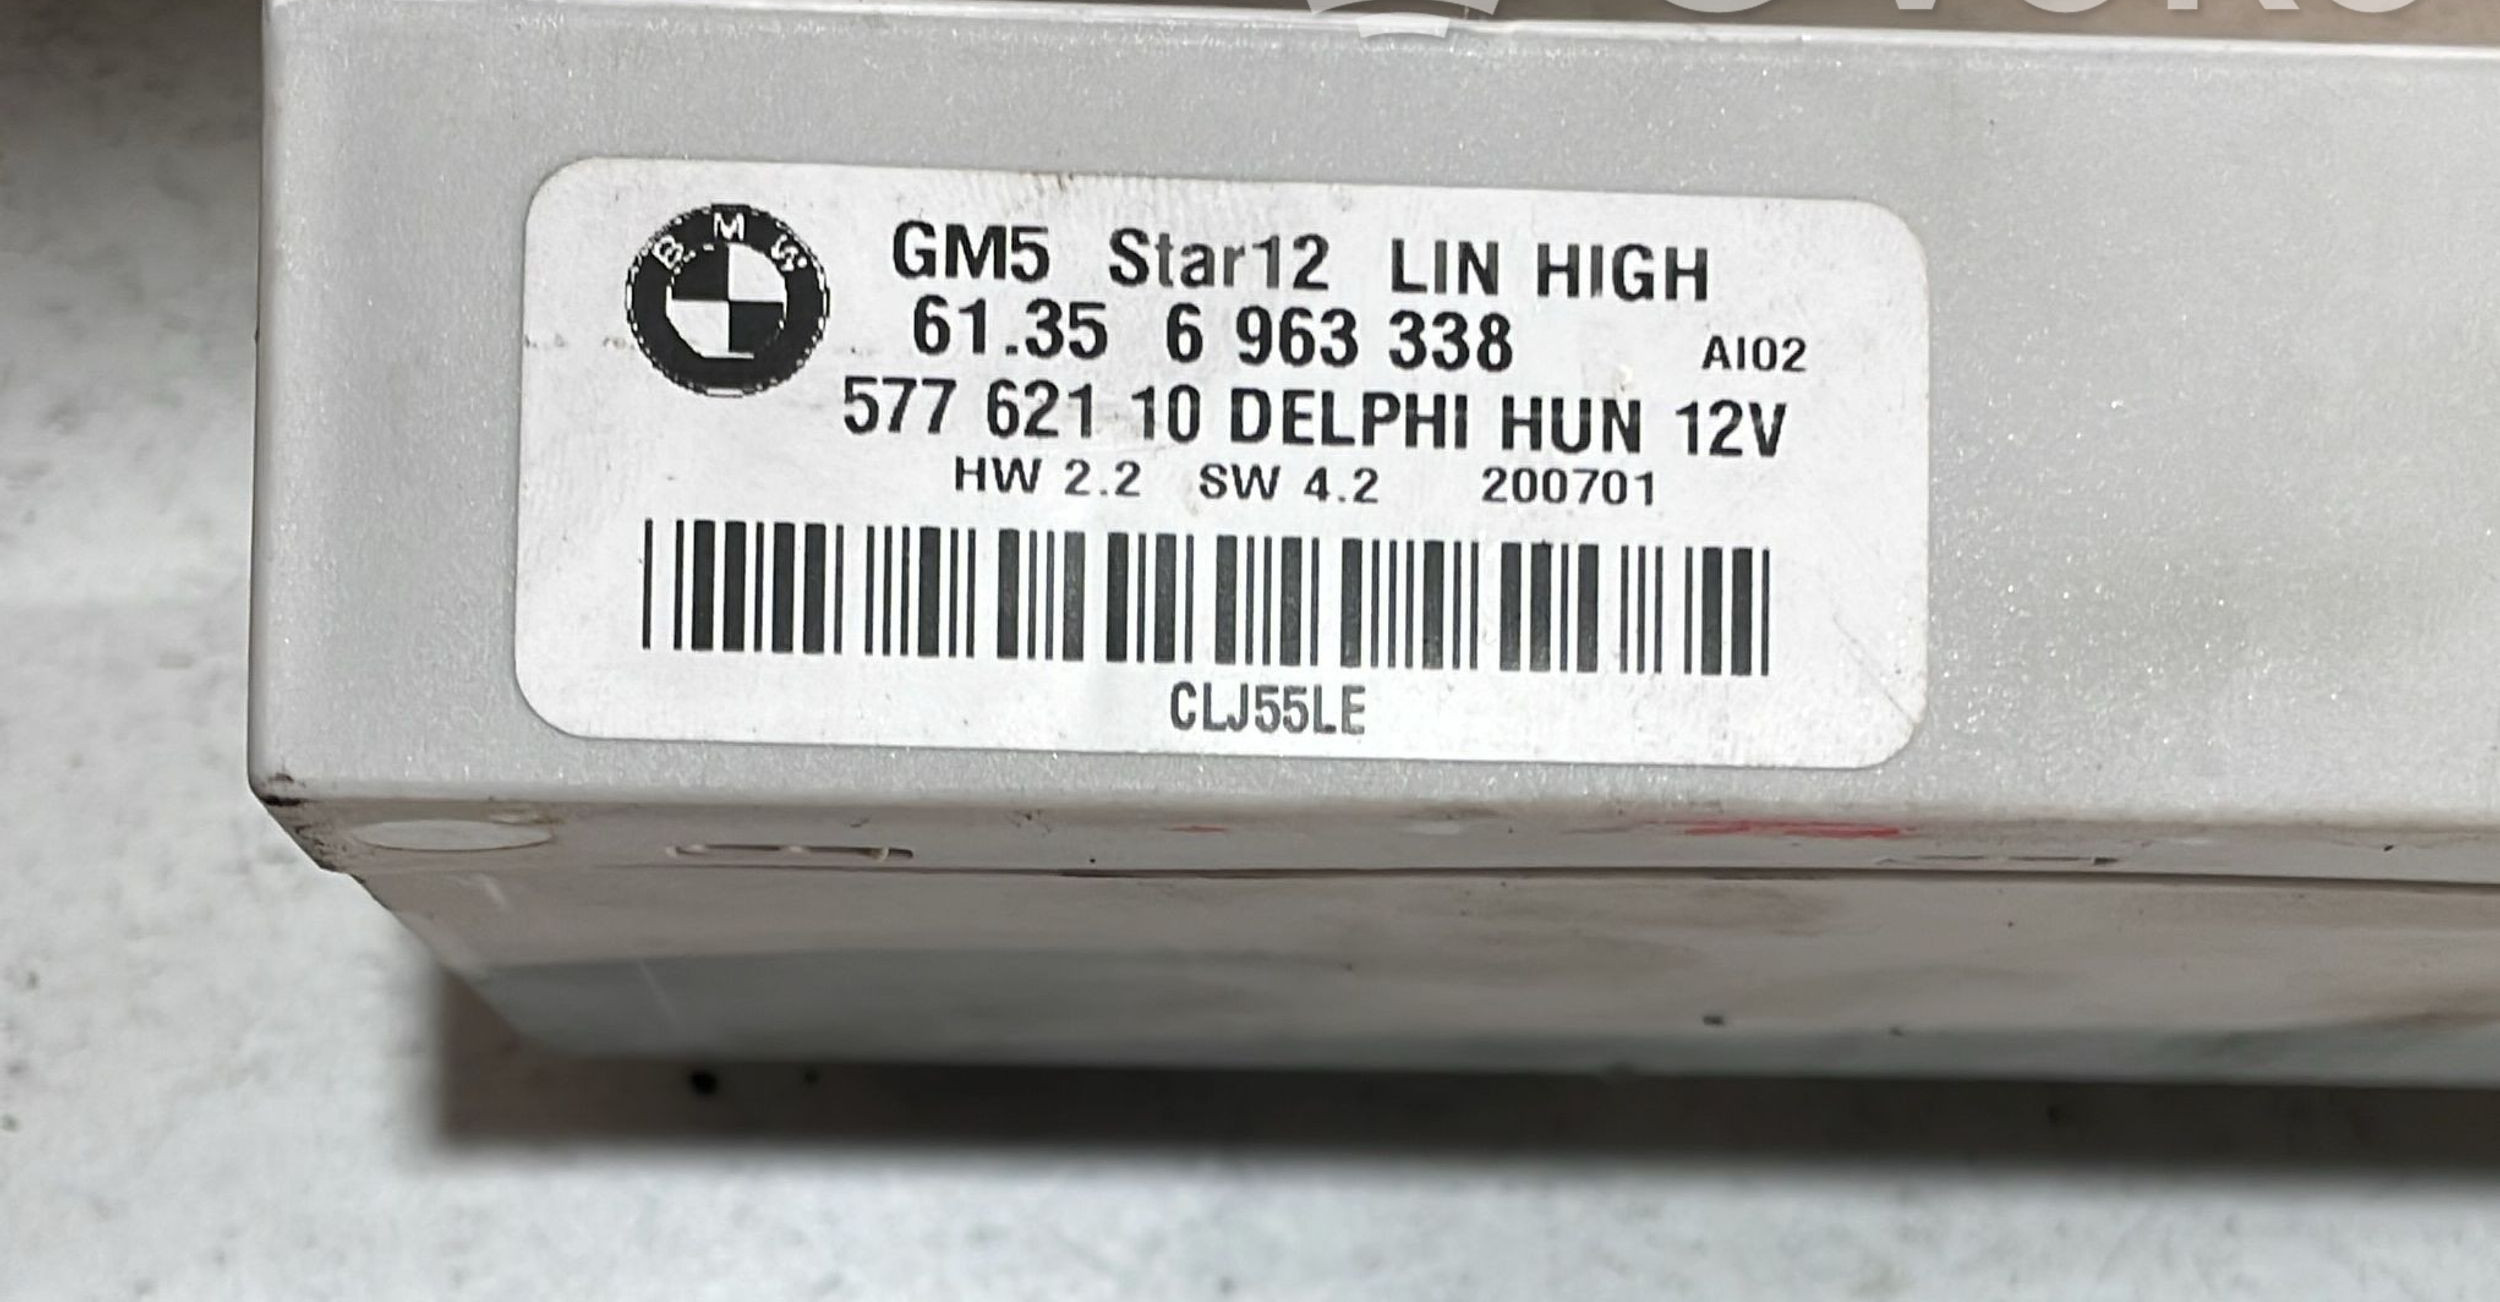 BMW
GM5 Star12 LIN HIGH
61.35 6 963 338 AI02
577 621 10 DELPHI HUN 12V
HW 2.2 SW 4.2 200701
CLJ55LE